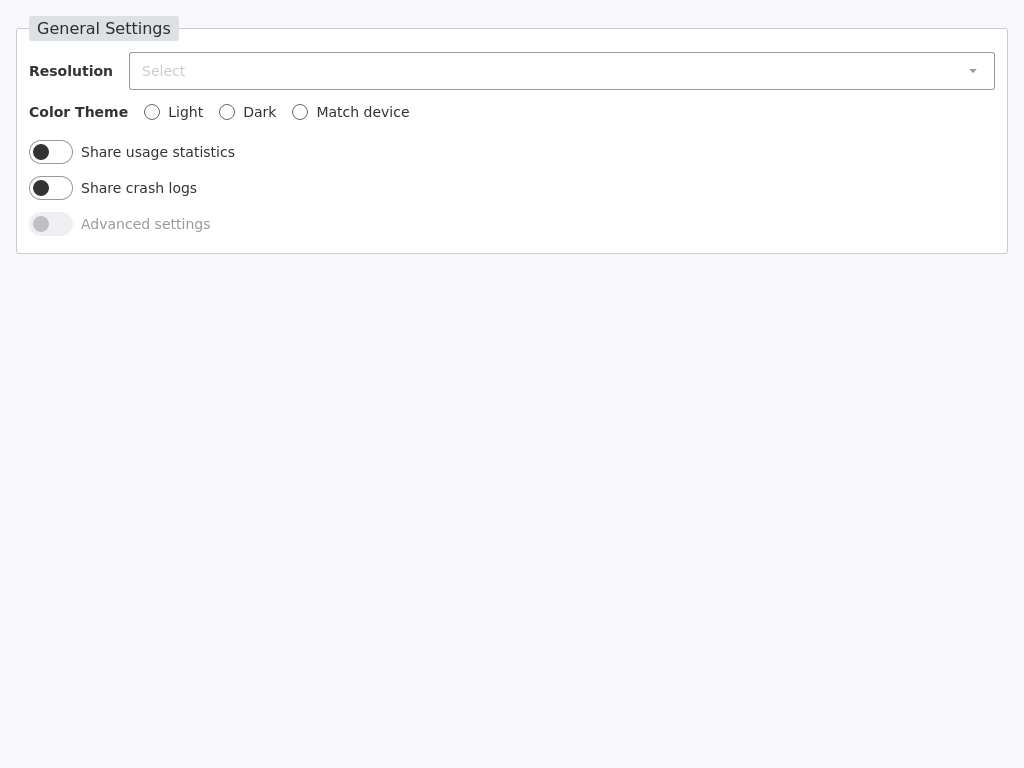 General Settings
Resolution Select
Color Theme Light Dark Match device
Share usage statistics
Share crash logs
Advanced settings